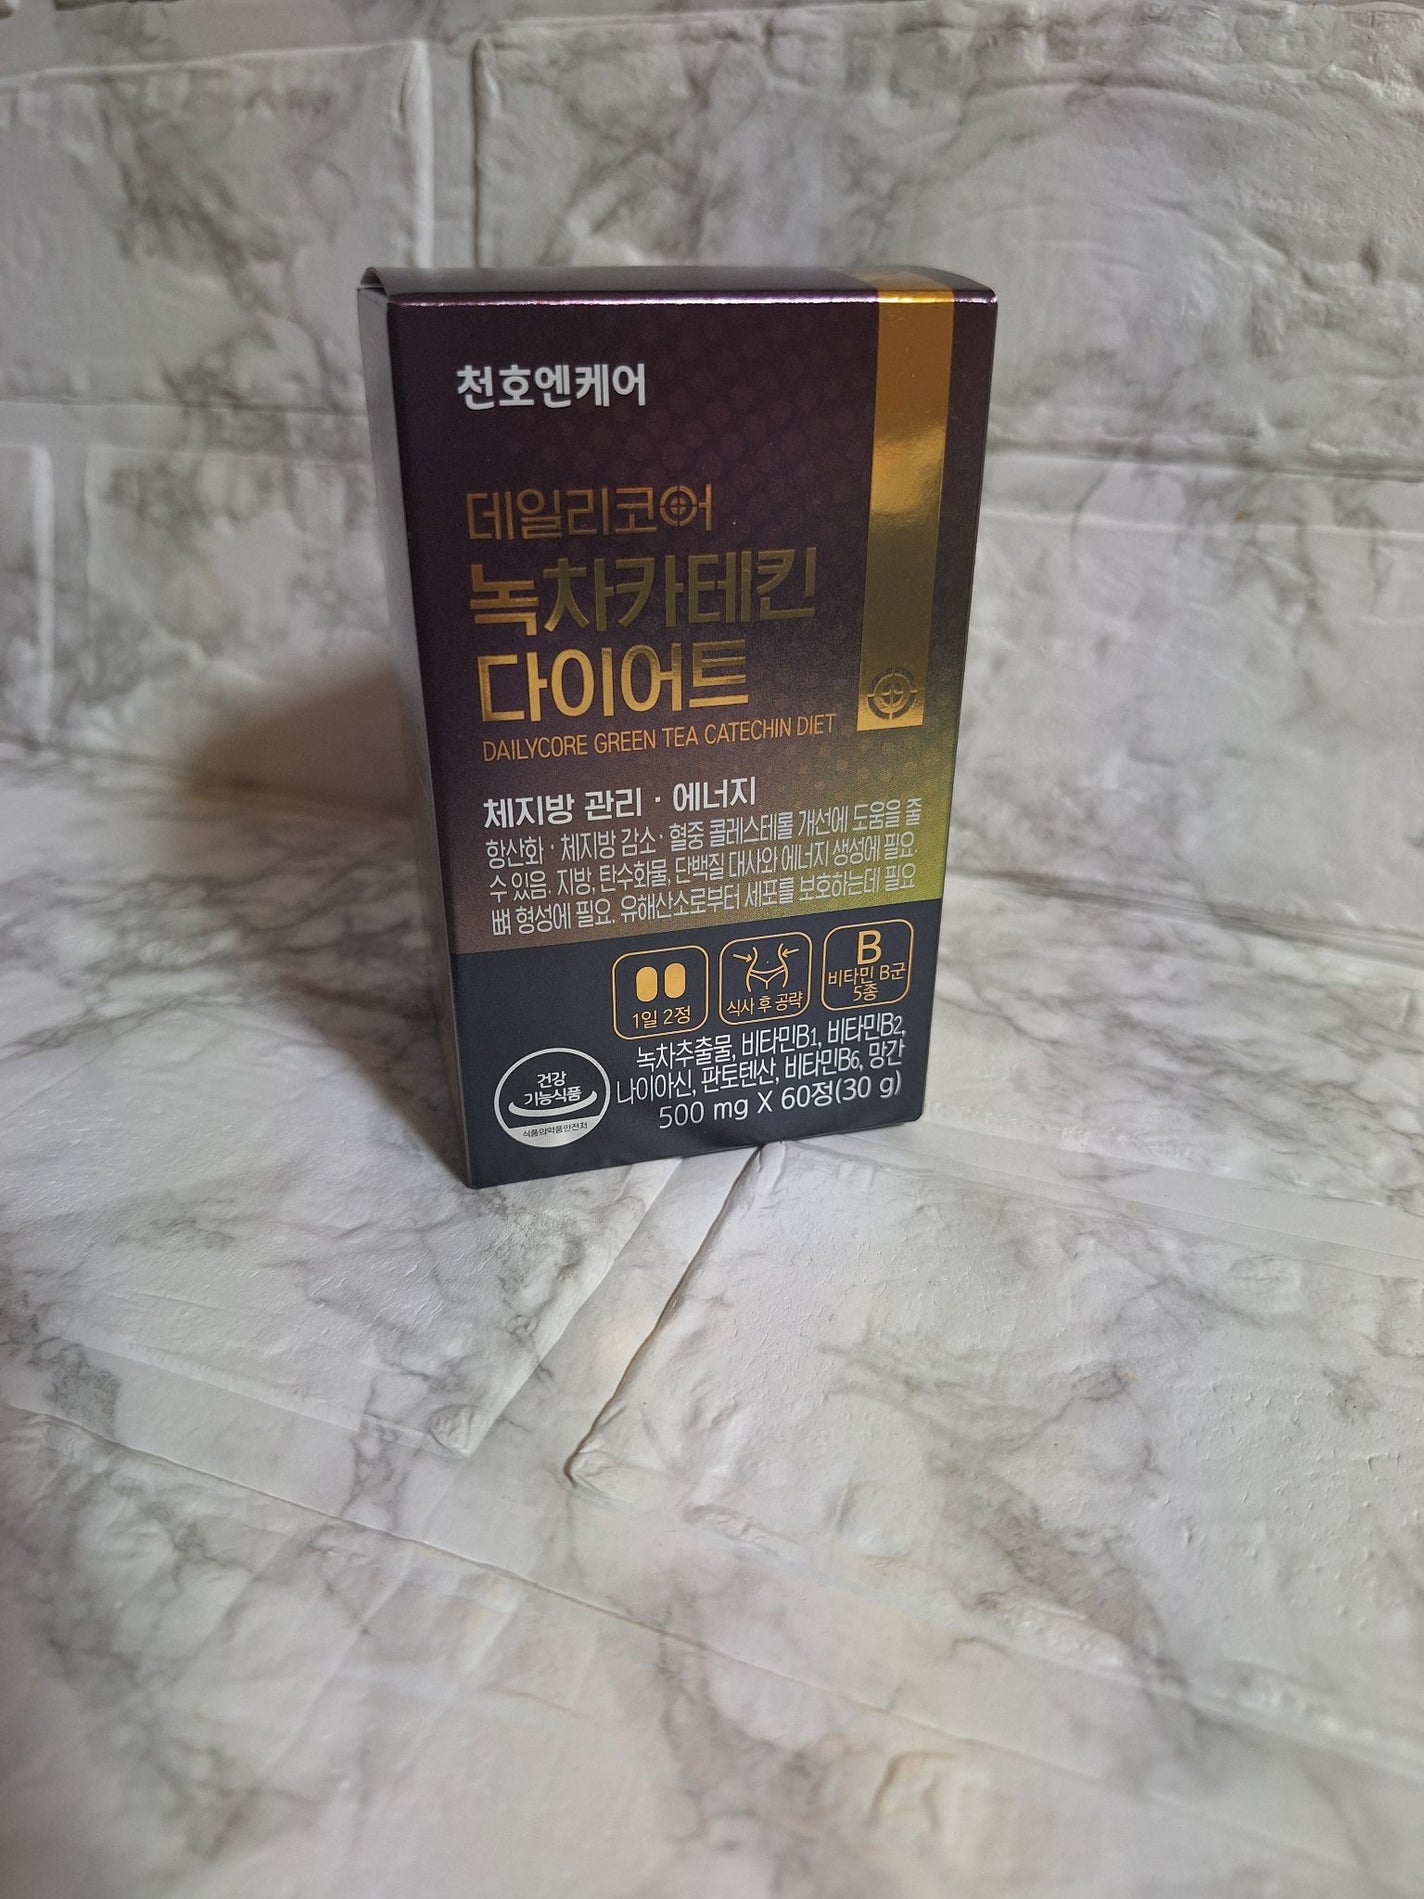 천호엔케어
데일리코어
녹차카테킨
다이어트
DAILYCORE GREEN TEA CATECHIN DIET
체지방 관리 · 에너지
항산화 · 체지방 감소 · 혈중 콜레스테롤 개선에 도움을 줄
수 있음. 지방, 탄수화물, 단백질 대사와 에너지 생성에 필요.
뼈 형성에 필요. 유해산소로부터 세포를 보호하는데 필요
1일 2정
식사 후 공략
B
비타민 B군
5종
녹차추출물, 비타민B1, 비타민B2,
나이아신, 판토텐산, 비타민B6, 망간
500 mg X 60정(30 g)
건강
기능식품
식품의약품안전처